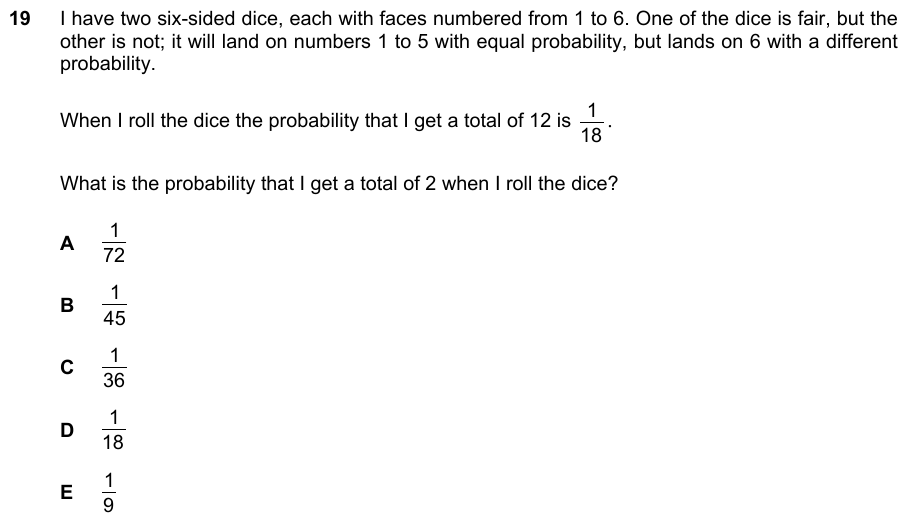 19 I have two six-sided dice, each with faces numbered from 1 to 6. One of the dice is fair, but the
other is not; it will land on numbers 1 to 5 with equal probability, but lands on 6 with a different
probability.
When I roll the dice the probability that I get a total of 12 is 1/18.
What is the probability that I get a total of 2 when I roll the dice?
A 1/72
B 1/45
C 1/36
D 1/18
E 1/9